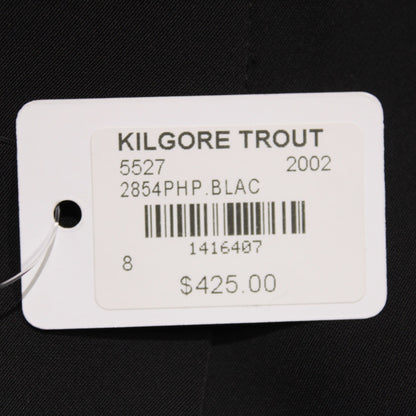 KILGORE TROUT
5527 2002
2854PHP.BLAC
1416407
8
$425.00